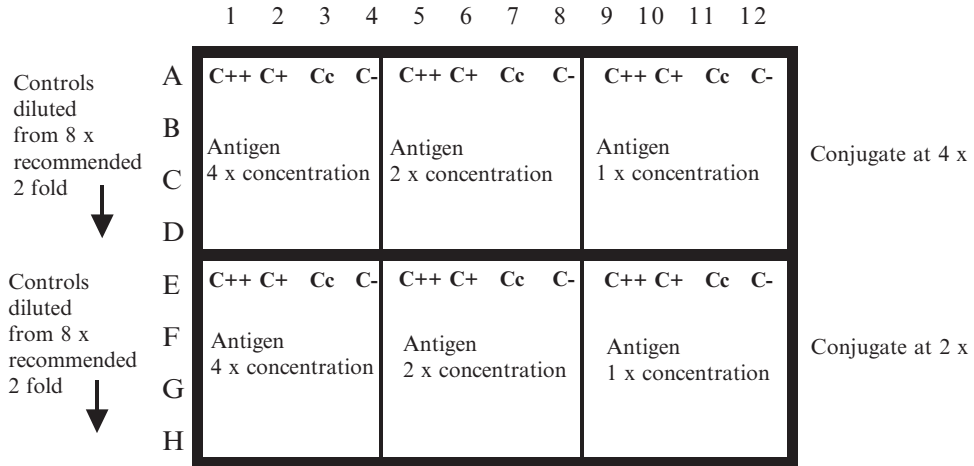 1 2 3 4 5 6 7 8 9 10 11 12
Controls
diluted
from 8 x
recommended
2 fold
A
B
C
D
C++ C+ Cc C-
Antigen
4 x concentration
C++ C+ Cc C-
Antigen
2 x concentration
C++ C+ Cc C-
Antigen
1 x concentration
Conjugate at 4 x
Controls
diluted
from 8 x
recommended
2 fold
E
F
G
H
C++ C+ Cc C-
Antigen
4 x concentration
C++ C+ Cc C-
Antigen
2 x concentration
C++ C+ Cc C-
Antigen
1 x concentration
Conjugate at 2 x